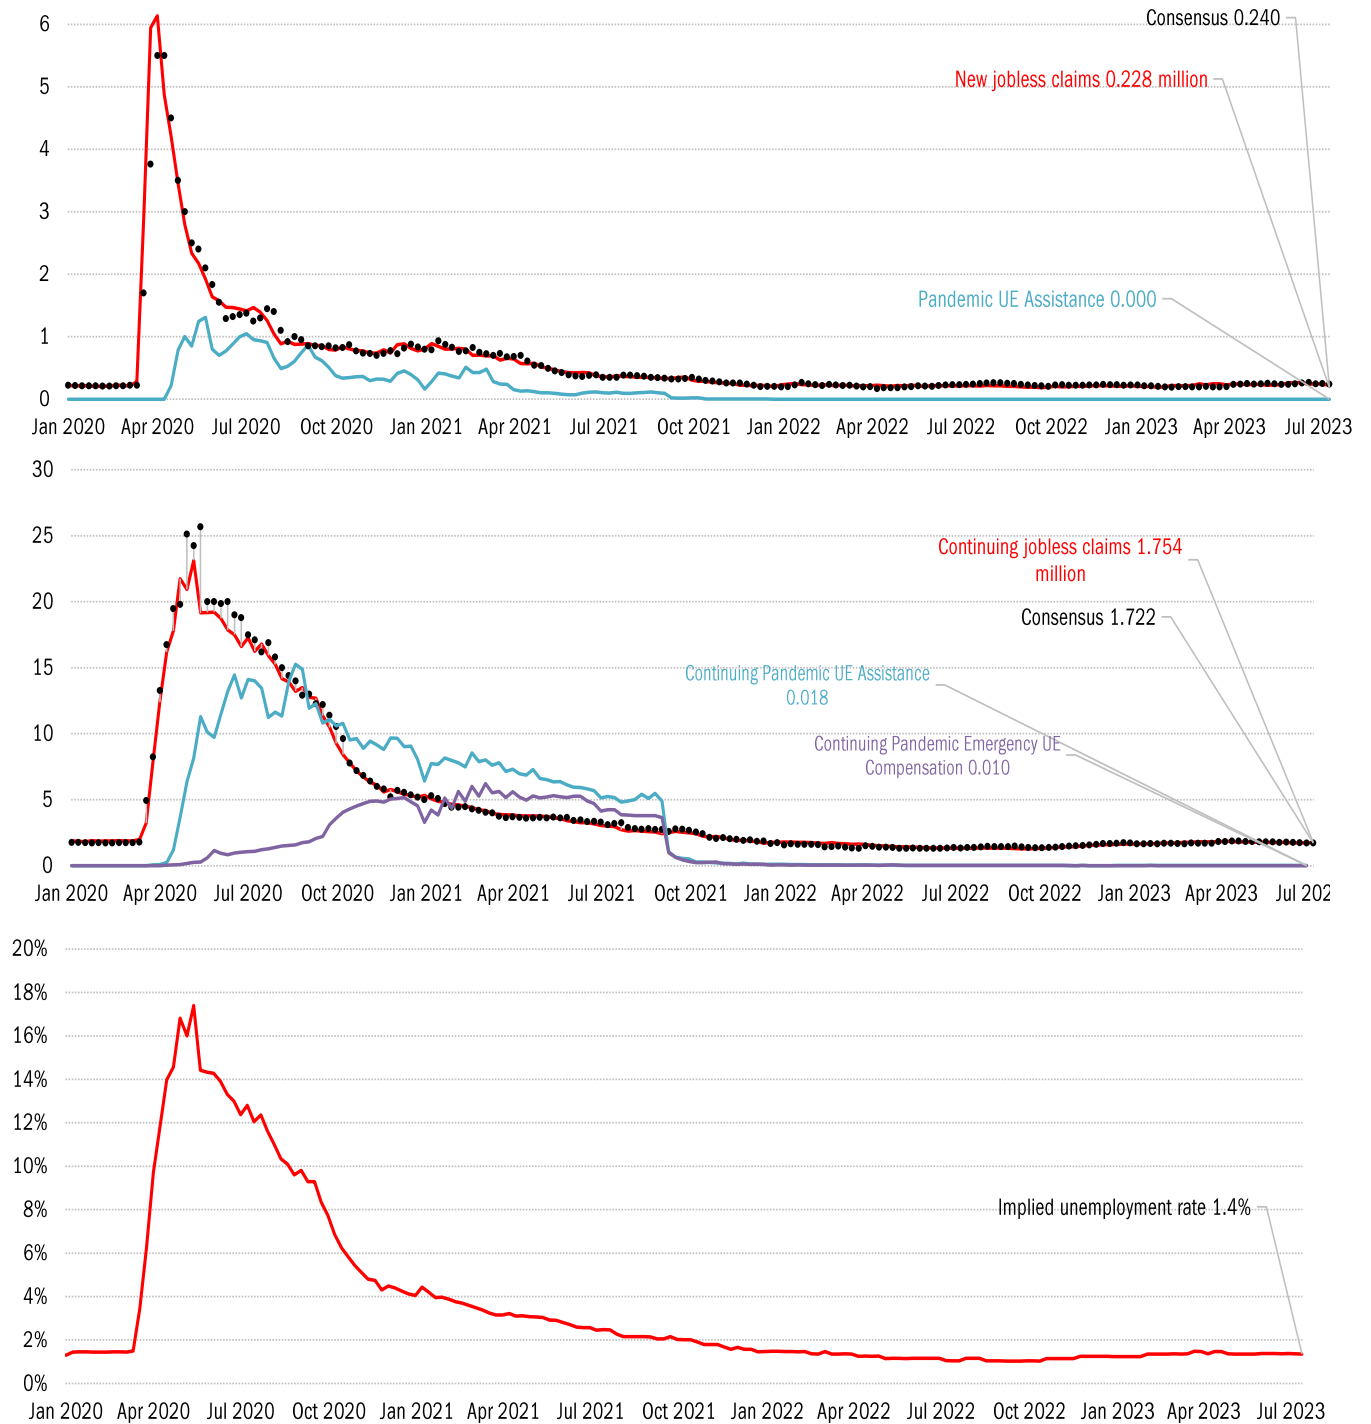 6
Consensus 0.240
5
New jobless claims 0.228 million
4
3
2
Pandemic UE Assistance 0.000
1
0
Jan 2020 Apr 2020 Jul 2020 Oct 2020 Jan 2021 Apr 2021 Jul 2021 Oct 2021 Jan 2022 Apr 2022 Jul 2022 Oct 2022 Jan 2023 Apr 2023 Jul 2023
30
25
Continuing jobless claims 1.754
million
20
Consensus 1.722
15
Continuing Pandemic UE Assistance
0.018
10
Continuing Pandemic Emergency UE
Compensation 0.010
5
0
Jan 2020 Apr 2020 Jul 2020 Oct 2020 Jan 2021 Apr 2021 Jul 2021 Oct 2021 Jan 2022 Apr 2022 Jul 2022 Oct 2022 Jan 2023 Apr 2023 Jul 202
20%
18%
16%
14%
12%
10%
8%
Implied unemployment rate 1.4%
6%
4%
2%
0%
Jan 2020 Apr 2020 Jul 2020 Oct 2020 Jan 2021 Apr 2021 Jul 2021 Oct 2021 Jan 2022 Apr 2022 Jul 2022 Oct 2022 Jan 2023 Apr 2023 Jul 2023